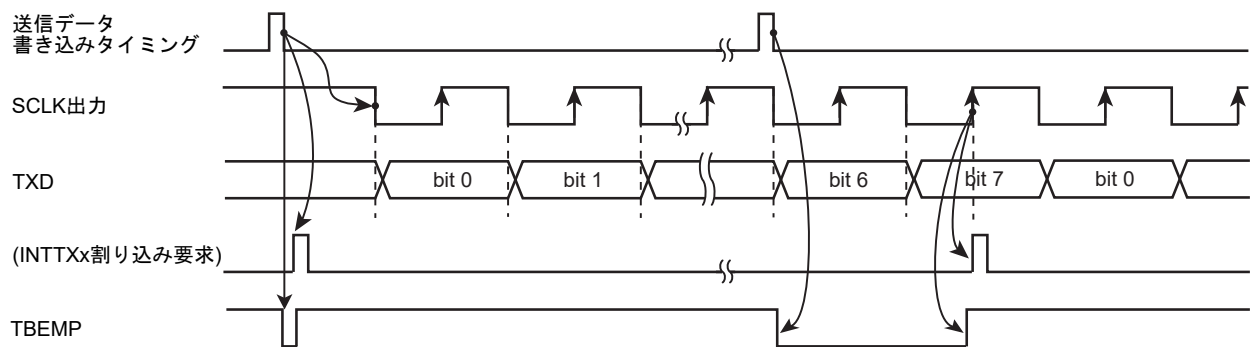 送信データ
書き込みタイミング
SCLK出力
TXD
bit 0
bit 1
bit 6
bit 7
bit 0
(INTTXx割り込み要求)
TBEMP